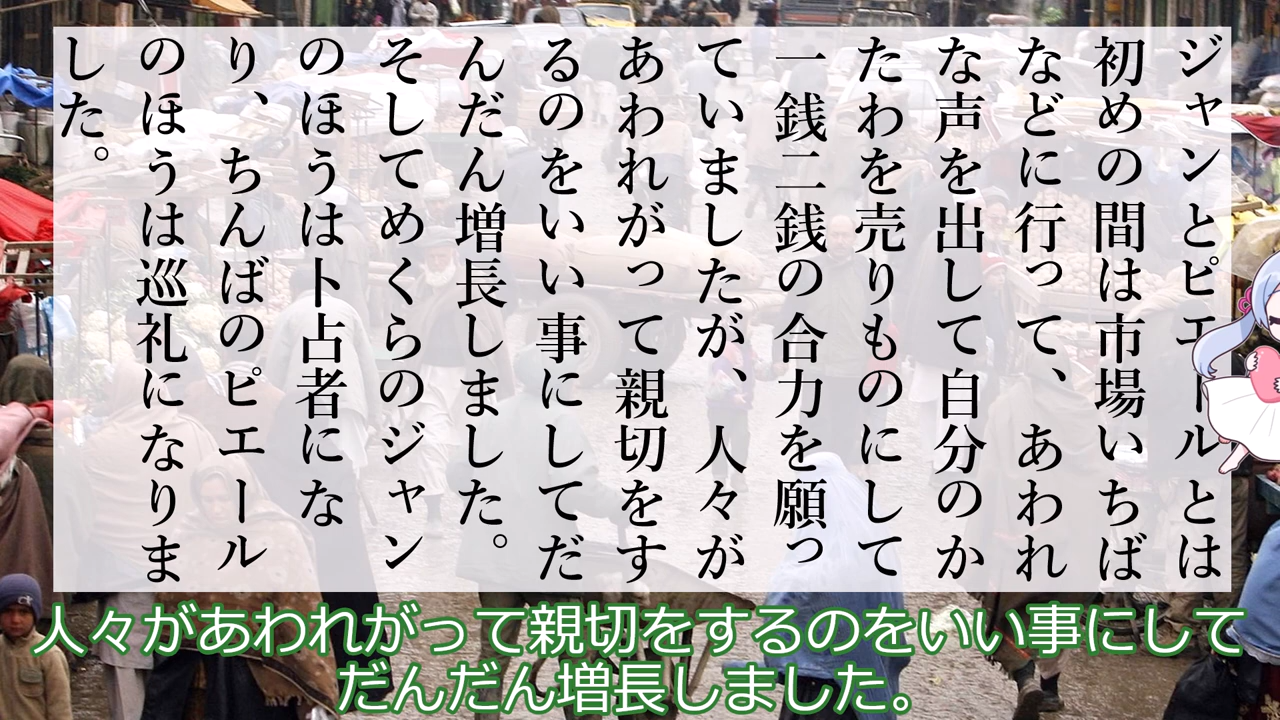 ジャンとピエールとは
初めの間は市場いちば
などに行って、あわれ
な声を出して自分のか
たわを売りものにして
一銭二銭の合力を願っ
ていましたが、人々が
あわれがって親切をす
るのをいい事にしてだ
んだん増長しました。
そしてめくらのジャン
のほうは卜占者にな
り、ちんばのピエール
のほうは巡礼になりま
した。
人々があわれがって親切をするのをいい事にして
だんだん増長しました。